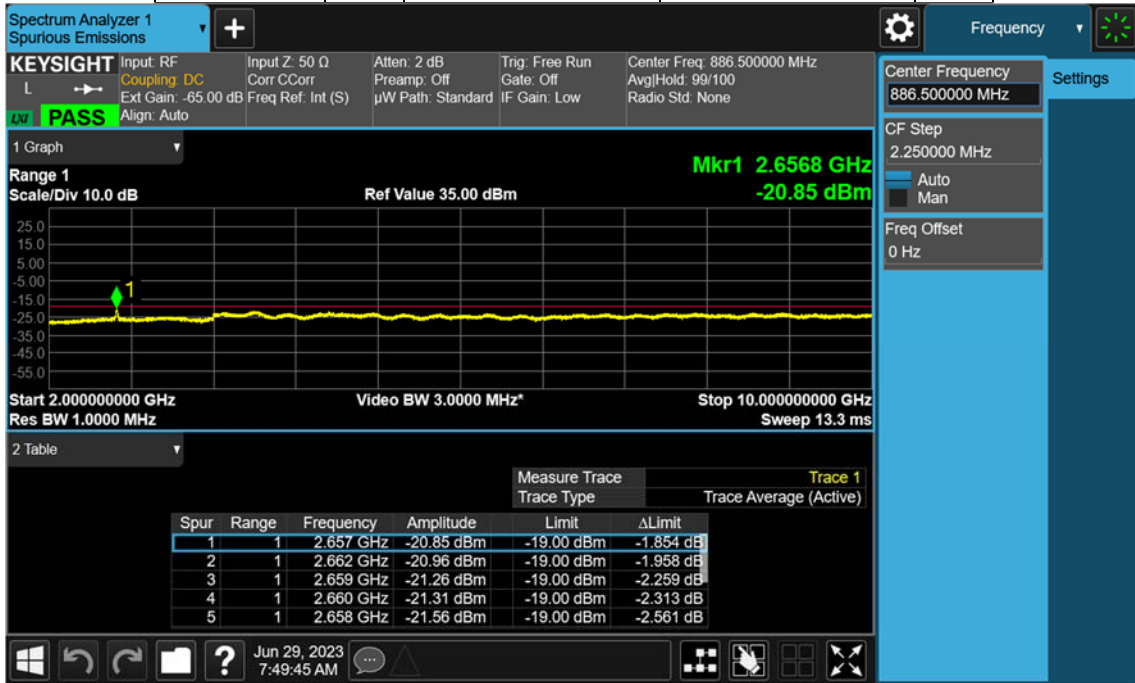 Spectrum Analyzer 1
Spurious Emissions
Frequency
KEYSIGHT Input: RF Input Z: 50 Ω Atten: 2 dB Trig: Free Run Center Freq: 886.500000 MHz
L Coupling: DC Corr CCorr Preamp: Off Gate: Off Avg|Hold: 99/100
Ext Gain: -65.00 dB Freq Ref: Int (S) µW Path: Standard IF Gain: Low Radio Std: None
LXI PASS Align: Auto
Center Frequency
886.500000 MHz
Settings
CF Step
2.250000 MHz
Auto
Man
Freq Offset
0 Hz
1 Graph
Range 1
Scale/Div 10.0 dB Ref Value 35.00 dBm
Mkr1 2.6568 GHz
-20.85 dBm
25.0
15.0
5.00
-5.00
-15.0
-25.0
-35.0
-45.0
-55.0
1
Start 2.000000000 GHz Video BW 3.0000 MHz* Stop 10.000000000 GHz
Res BW 1.0000 MHz Sweep 13.3 ms
2 Table
Measure Trace Trace 1
Trace Type Trace Average (Active)
Spur Range Frequency Amplitude Limit ΔLimit
1 1 2.657 GHz -20.85 dBm -19.00 dBm -1.854 dB
2 1 2.662 GHz -20.96 dBm -19.00 dBm -1.958 dB
3 1 2.659 GHz -21.26 dBm -19.00 dBm -2.259 dB
4 1 2.660 GHz -21.31 dBm -19.00 dBm -2.313 dB
5 1 2.658 GHz -21.56 dBm -19.00 dBm -2.561 dB
? Jun 29, 2023
7:49:45 AM